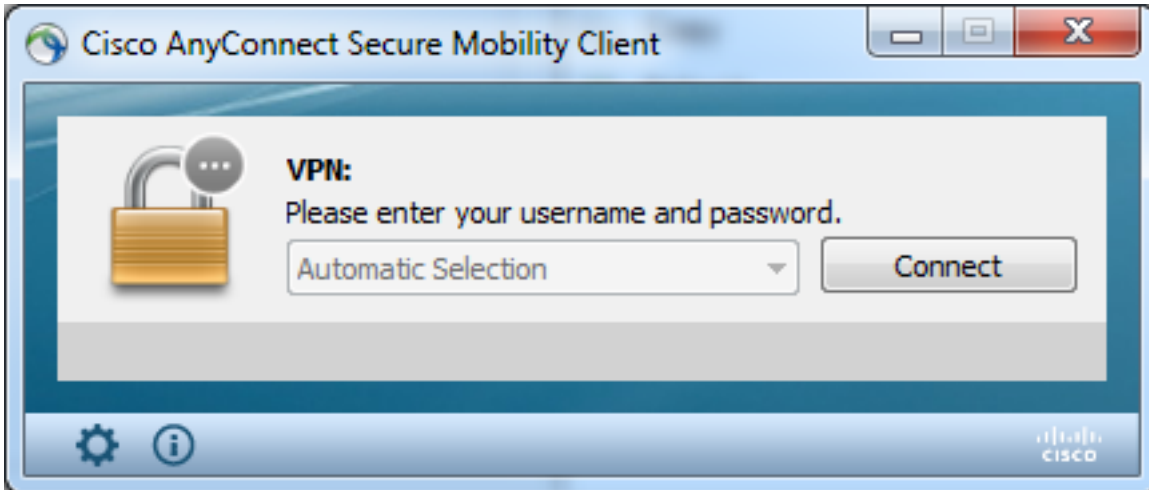 Cisco AnyConnect Secure Mobility Client
VPN:
Please enter your username and password.
Automatic Selection
Connect
CISCO